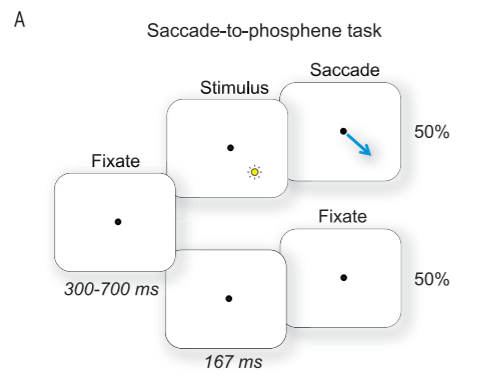 A
Saccade-to-phosphene task
Saccade
Stimulus
50%
Fixate
Fixate
50%
300-700 ms
167 ms